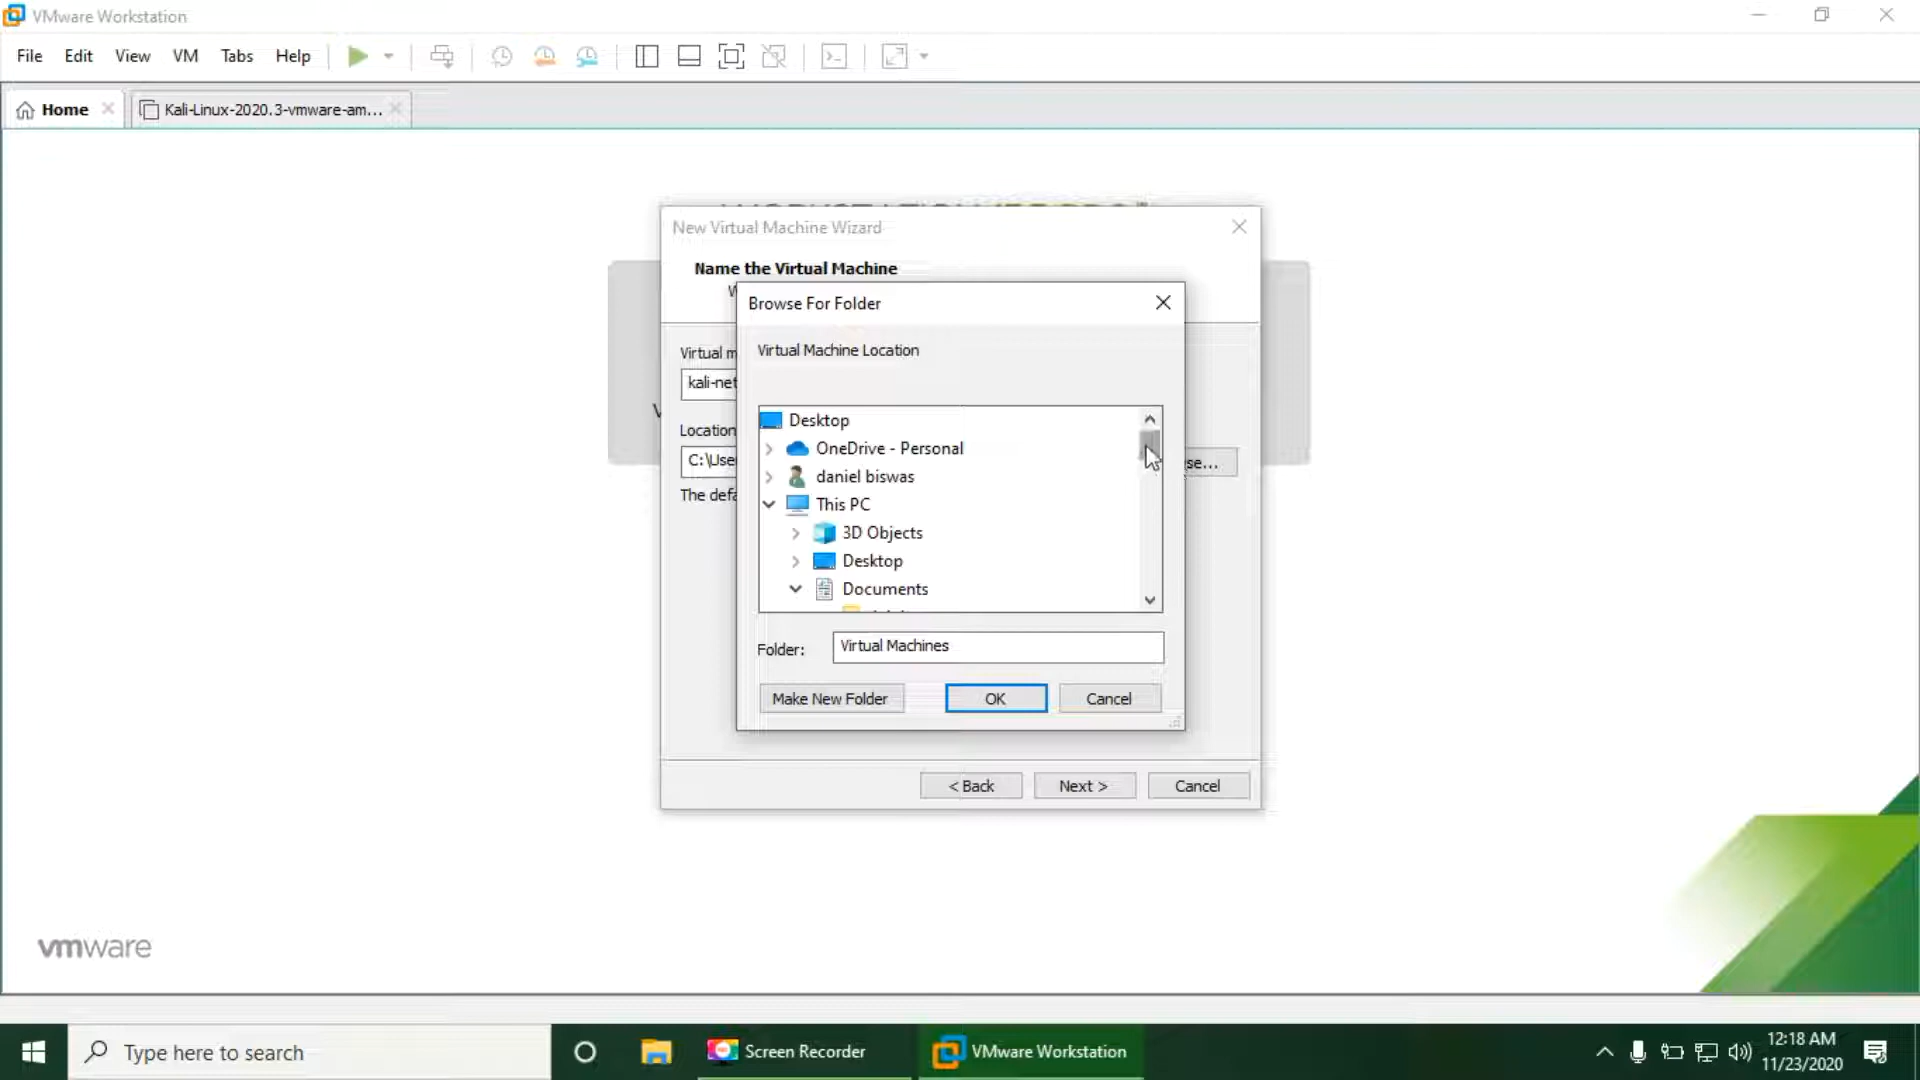 VMware Workstation
File Edit View VM Tabs Help
Home Kali-Linux-2020.3-vmware-am...
New Virtual Machine Wizard
Name the Virtual Machine
W
Browse For Folder
Virtual Machine Location
Virtual m
kali-net
Location
C:\Use
se...
The defa
Desktop
OneDrive - Personal
daniel biswas
This PC
3D Objects
Desktop
Documents
Folder: Virtual Machines
Make New Folder OK Cancel
< Back Next > Cancel
vmware
Type here to search
Screen Recorder
VMware Workstation
12:18 AM
11/23/2020